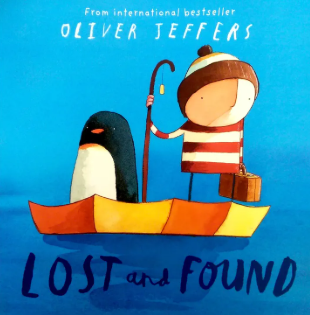 From international bestseller
OLIVER JEFFERS
LOST and FOUND